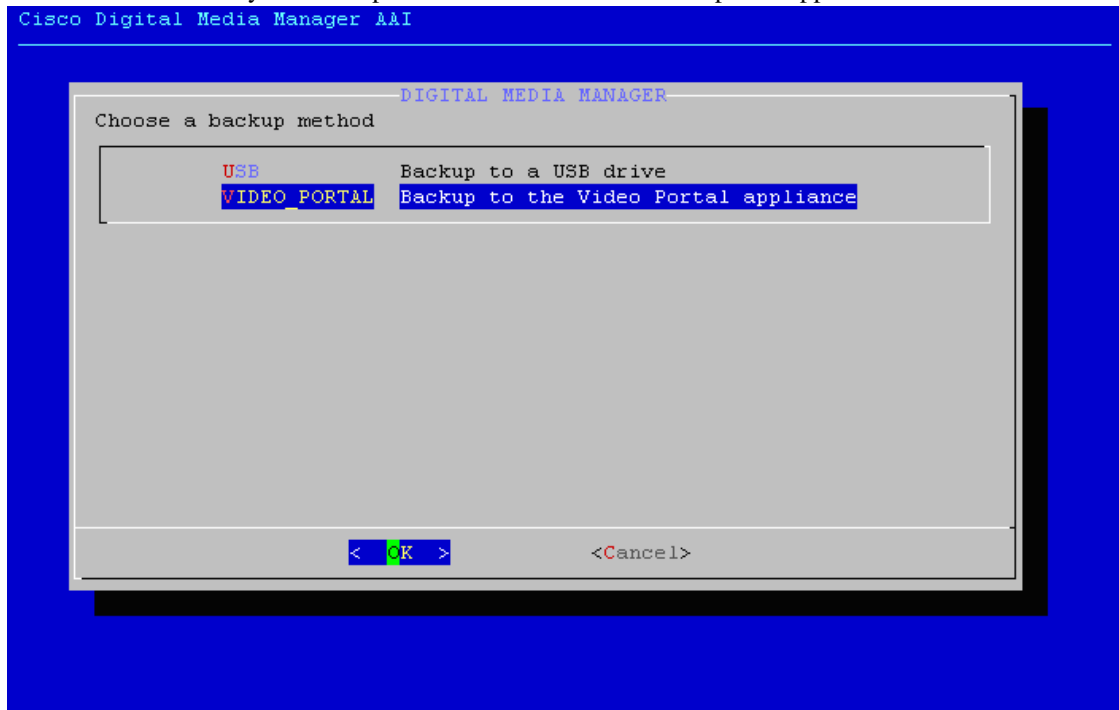 Cisco Digital Media Manager AAI
DIGITAL MEDIA MANAGER
Choose a backup method
USB Backup to a USB drive
VIDEO_PORTAL Backup to the Video Portal appliance
< OK > <Cancel>